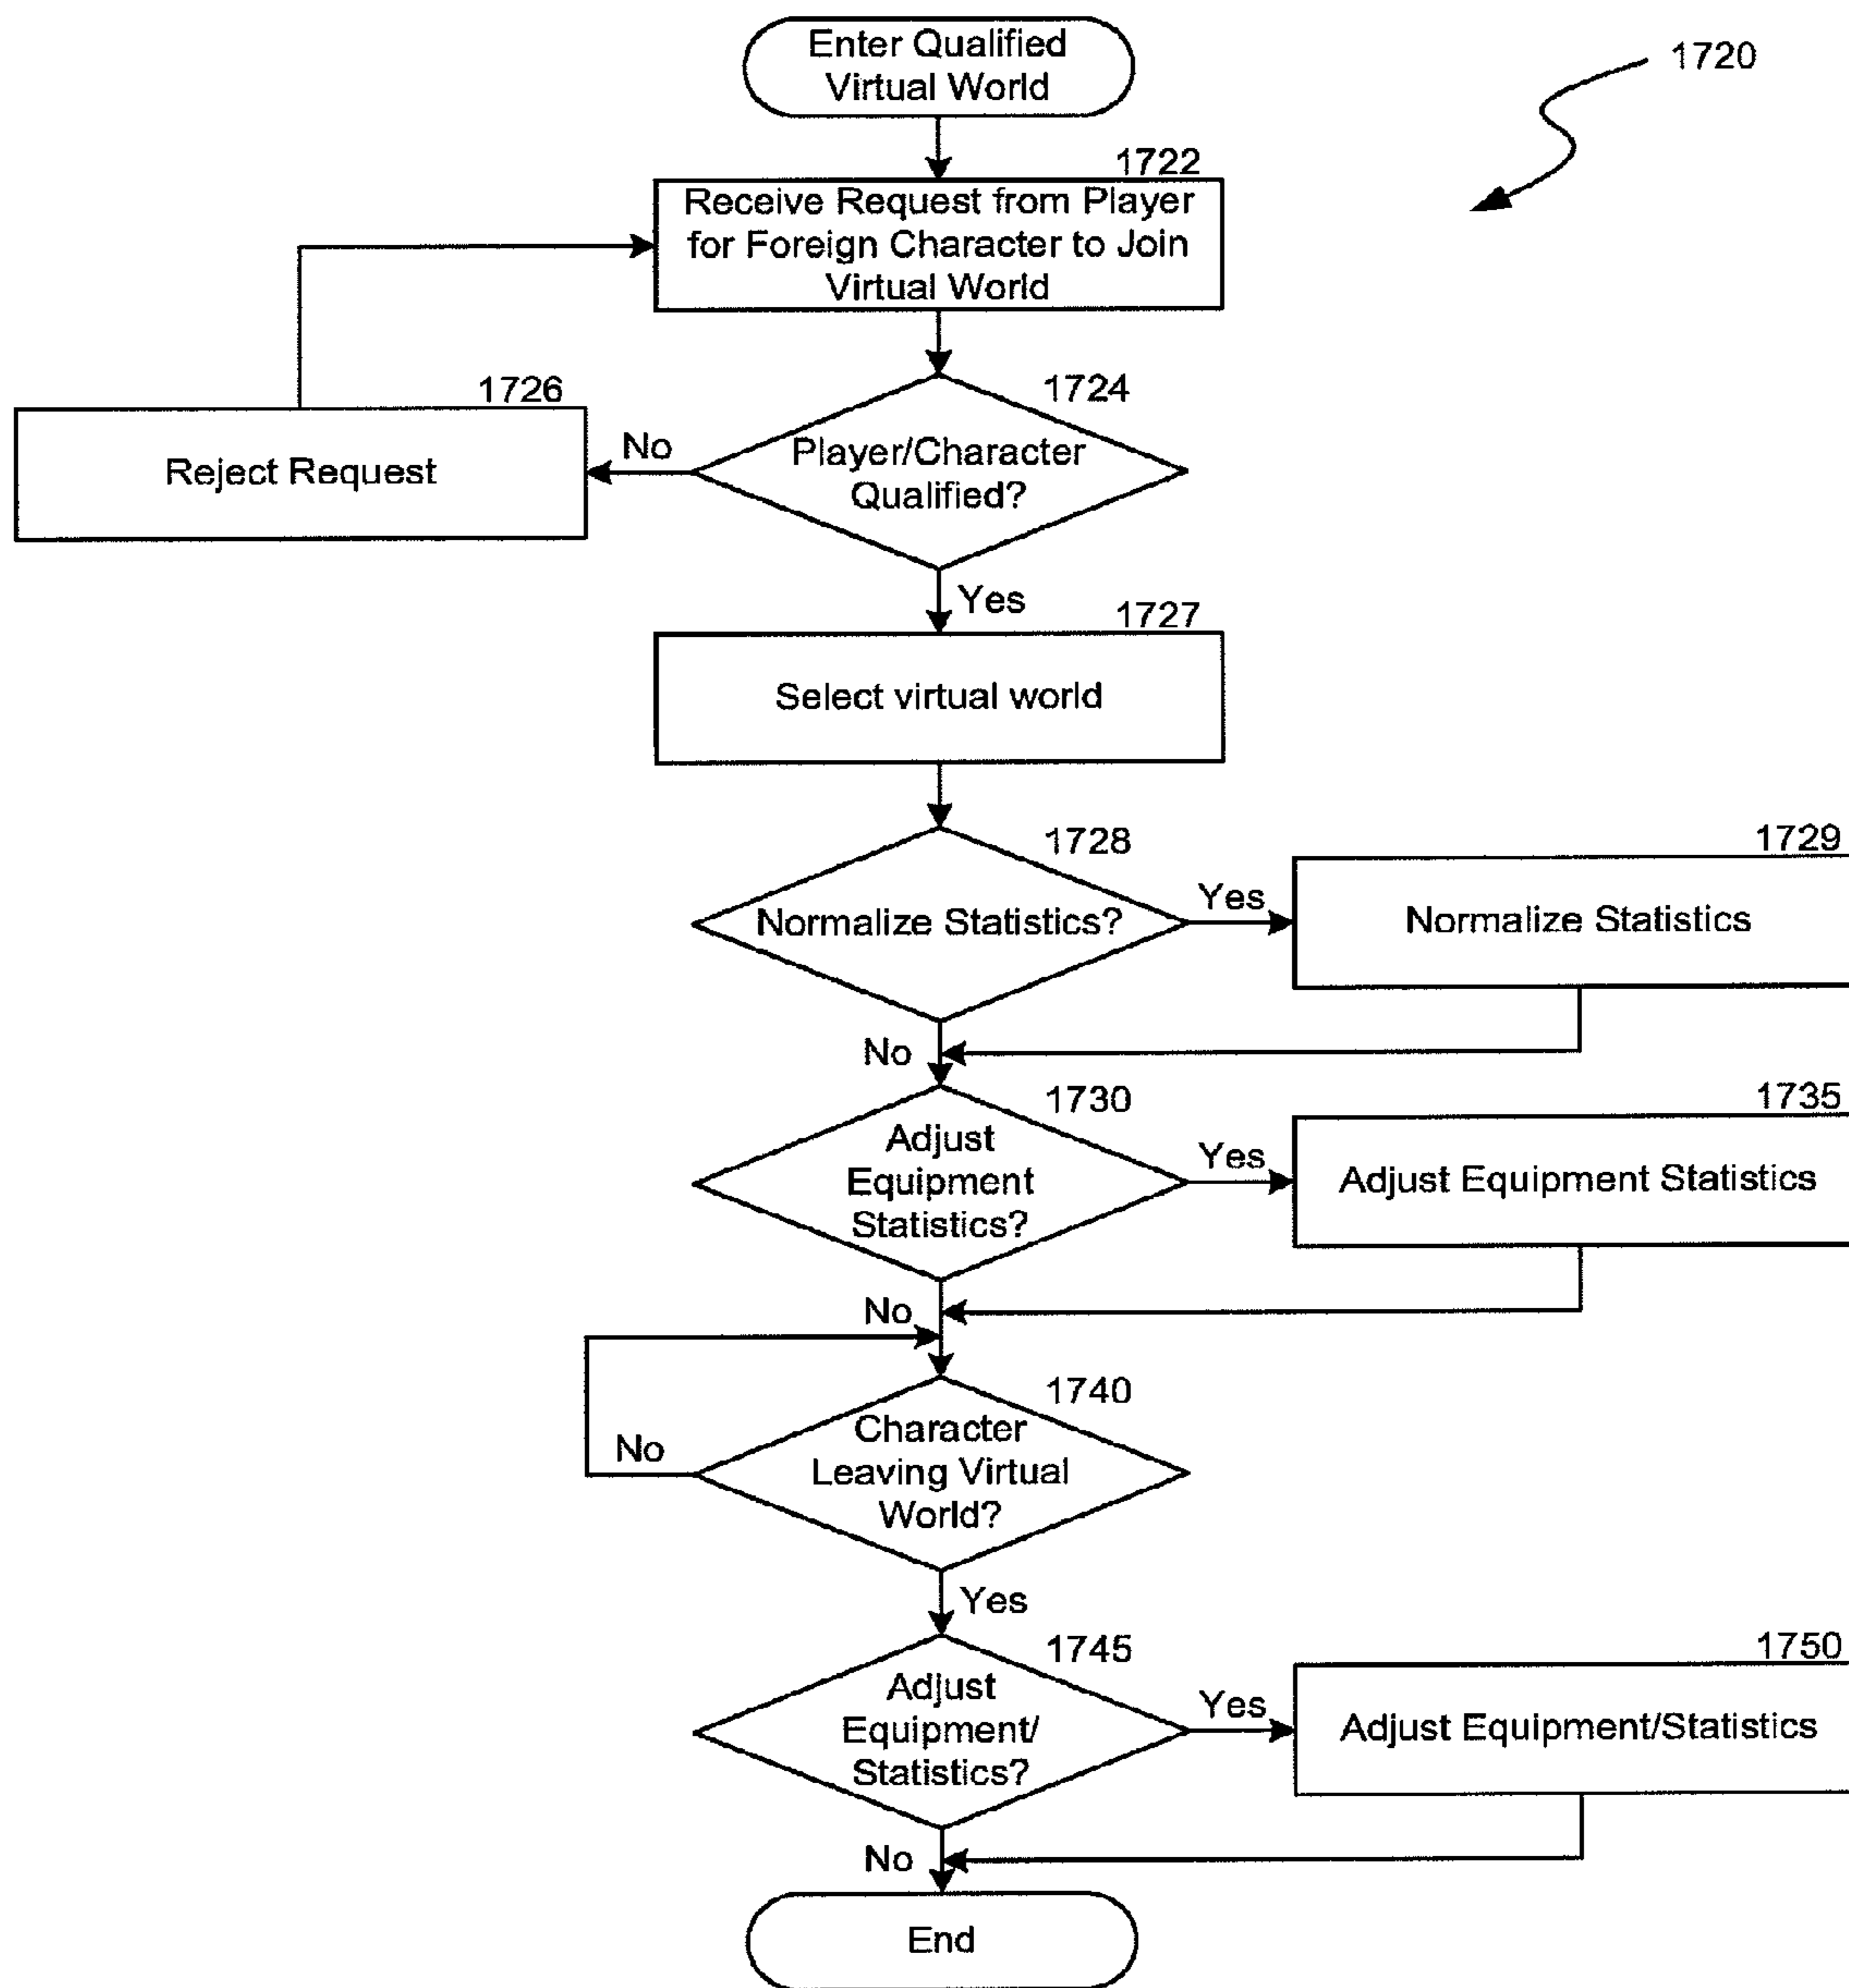 Enter Qualified
Virtual World
1720
1722
Receive Request from Player
for Foreign Character to Join
Virtual World
1726
Reject Request
No
1724
Player/Character
Qualified?
Yes
1727
Select virtual world
1728
Normalize Statistics?
Yes
1729
Normalize Statistics
No
1730
Adjust
Equipment
Statistics?
Yes
1735
Adjust Equipment Statistics
No
1740
Character
Leaving Virtual
World?
No
Yes
1745
Adjust
Equipment/
Statistics?
Yes
1750
Adjust Equipment/Statistics
No
End